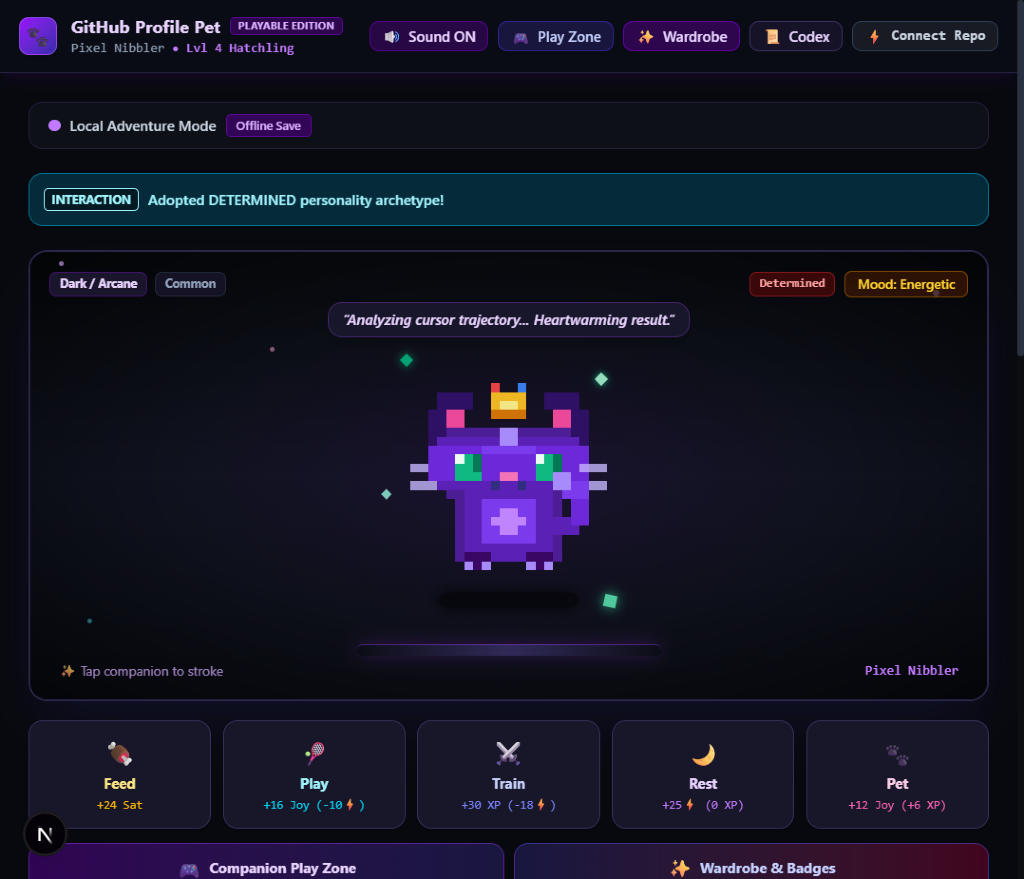 GitHub Profile Pet PLAYABLE EDITION
Pixel Nibbler • Lvl 4 Hatchling
Sound ON
Play Zone
Wardrobe
Codex
Connect Repo
Local Adventure Mode Offline Save
INTERACTION Adopted DETERMINED personality archetype!
Dark / Arcane
Common
Determined
Mood: Energetic
"Analyzing cursor trajectory... Heartwarming result."
Tap companion to stroke
Pixel Nibbler
Feed
+24 Sat
Play
+16 Joy (-10⚡)
Train
+30 XP (-18⚡)
Rest
+25⚡ (0 XP)
Pet
+12 Joy (+6 XP)
N
Companion Play Zone
Wardrobe & Badges